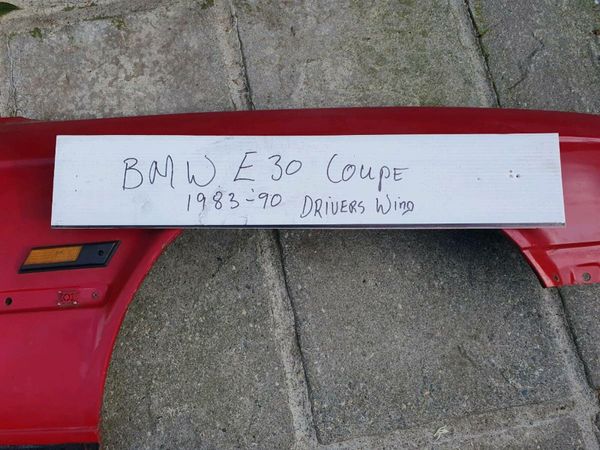 BMW E30 COUPE
1983-90 DRIVERS Wing